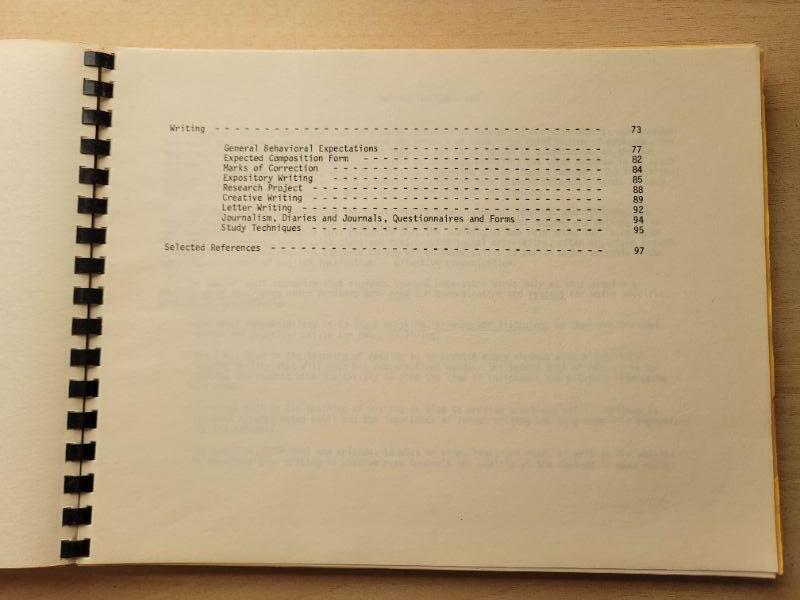 Writing - - - - - - - - - - - - - - - - - - - - - - - - - - - - - - - - - - - - - - - 73
General Behavioral Expectations - - - - - - - - - - - - - - - - - - - - - 77
Expected Composition Form - - - - - - - - - - - - - - - - - - - - - - - - 82
Marks of Correction - - - - - - - - - - - - - - - - - - - - - - - - - - - 84
Expository Writing - - - - - - - - - - - - - - - - - - - - - - - - - - - 85
Research Project - - - - - - - - - - - - - - - - - - - - - - - - - - - - - 88
Creative Writing - - - - - - - - - - - - - - - - - - - - - - - - - - - - - 89
Letter Writing - - - - - - - - - - - - - - - - - - - - - - - - - - - - - - 92
Journalism, Diaries and Journals, Questionnaires and Forms - - - - - - - - 94
Study Techniques - - - - - - - - - - - - - - - - - - - - - - - - - - - - - 95
Selected References - - - - - - - - - - - - - - - - - - - - - - - - - - - - - - - - - 97